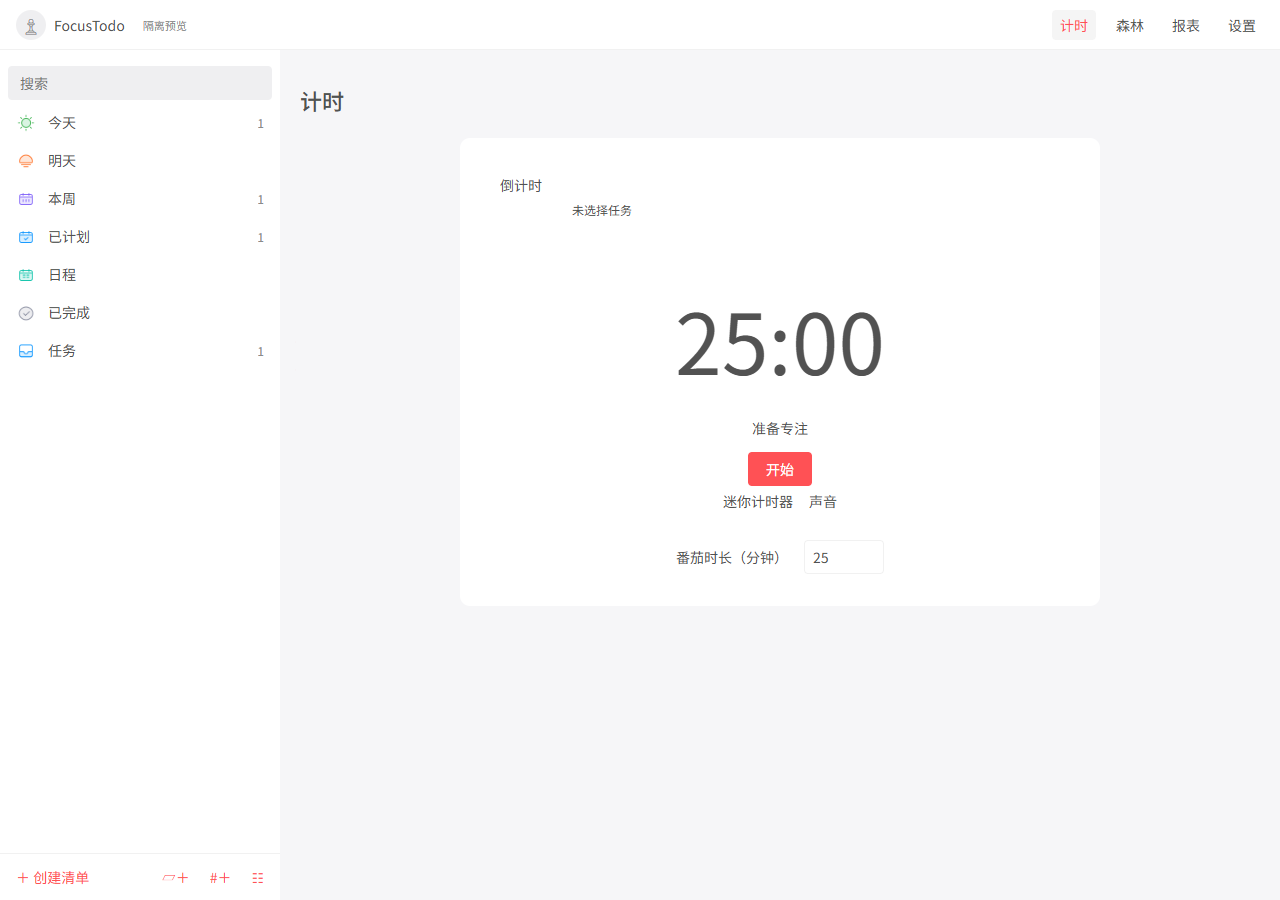 FocusTodo 隔离预览 计时 森林 报表 设置
搜索
今天 1
明天
本周 1
已计划 1
日程
已完成
任务 1
+ 创建清单 ▱+ #+ ☷
计时
倒计时
未选择任务
25:00
准备专注
开始
迷你计时器 声音
番茄时长（分钟） 25